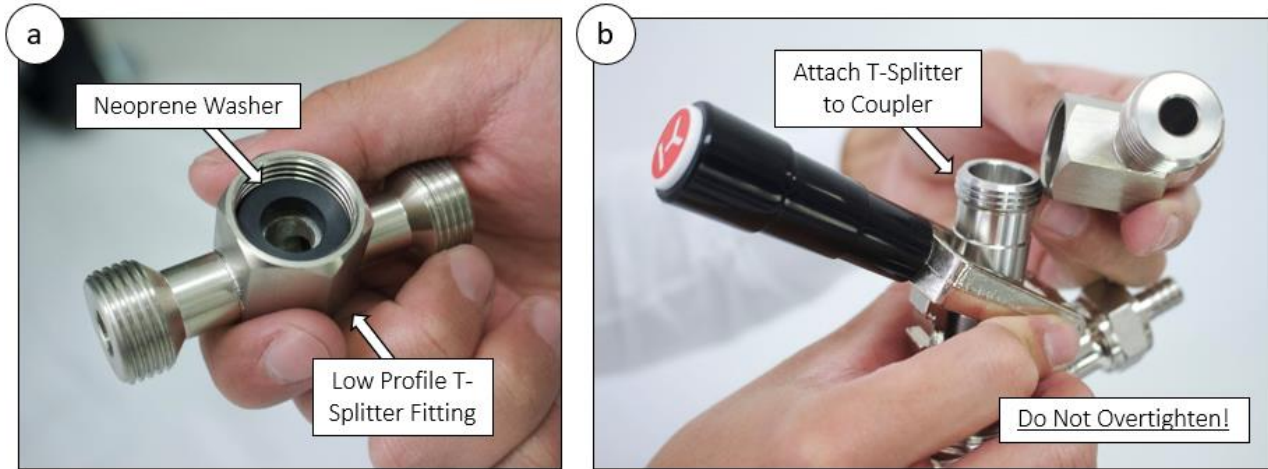 a
Neoprene Washer
Low Profile T-
Splitter Fitting
b
Attach T-Splitter
to Coupler
Do Not Overtighten!